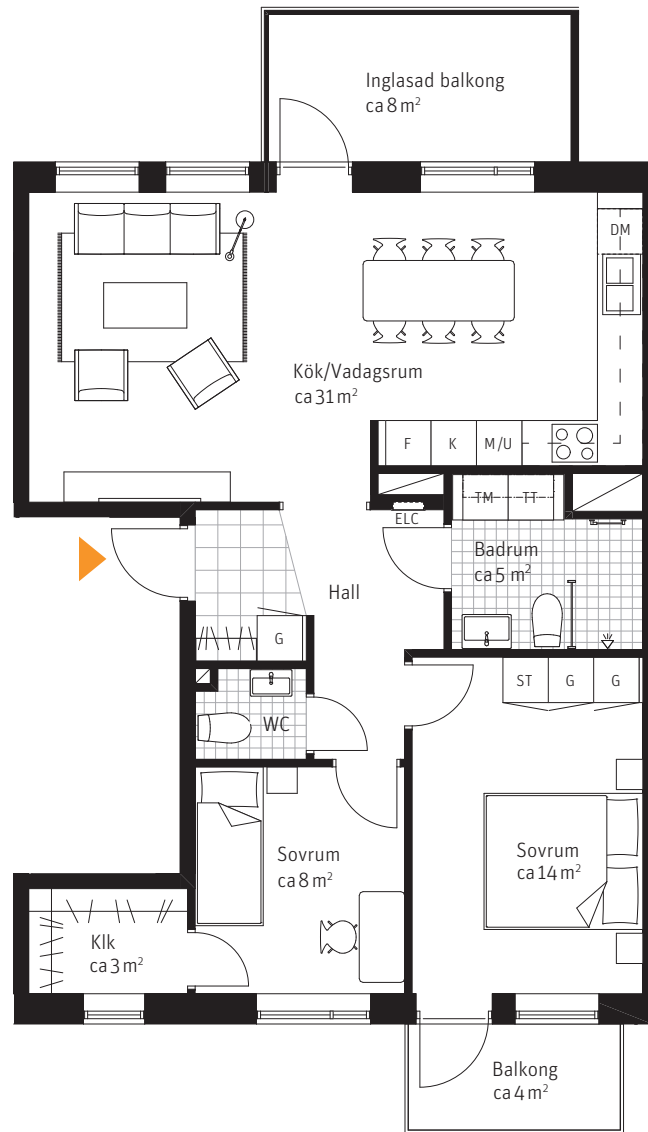 Inglasad balkong
ca 8 m²
DM
Kök/Vadagsrum
ca 31 m²
F K M/U
TM TT
ELC
Badrum
ca 5 m²
Hall
G
ST G G
WC
Sovrum
ca 8 m²
Sovrum
ca 14 m²
Klk
ca 3 m²
Balkong
ca 4 m²